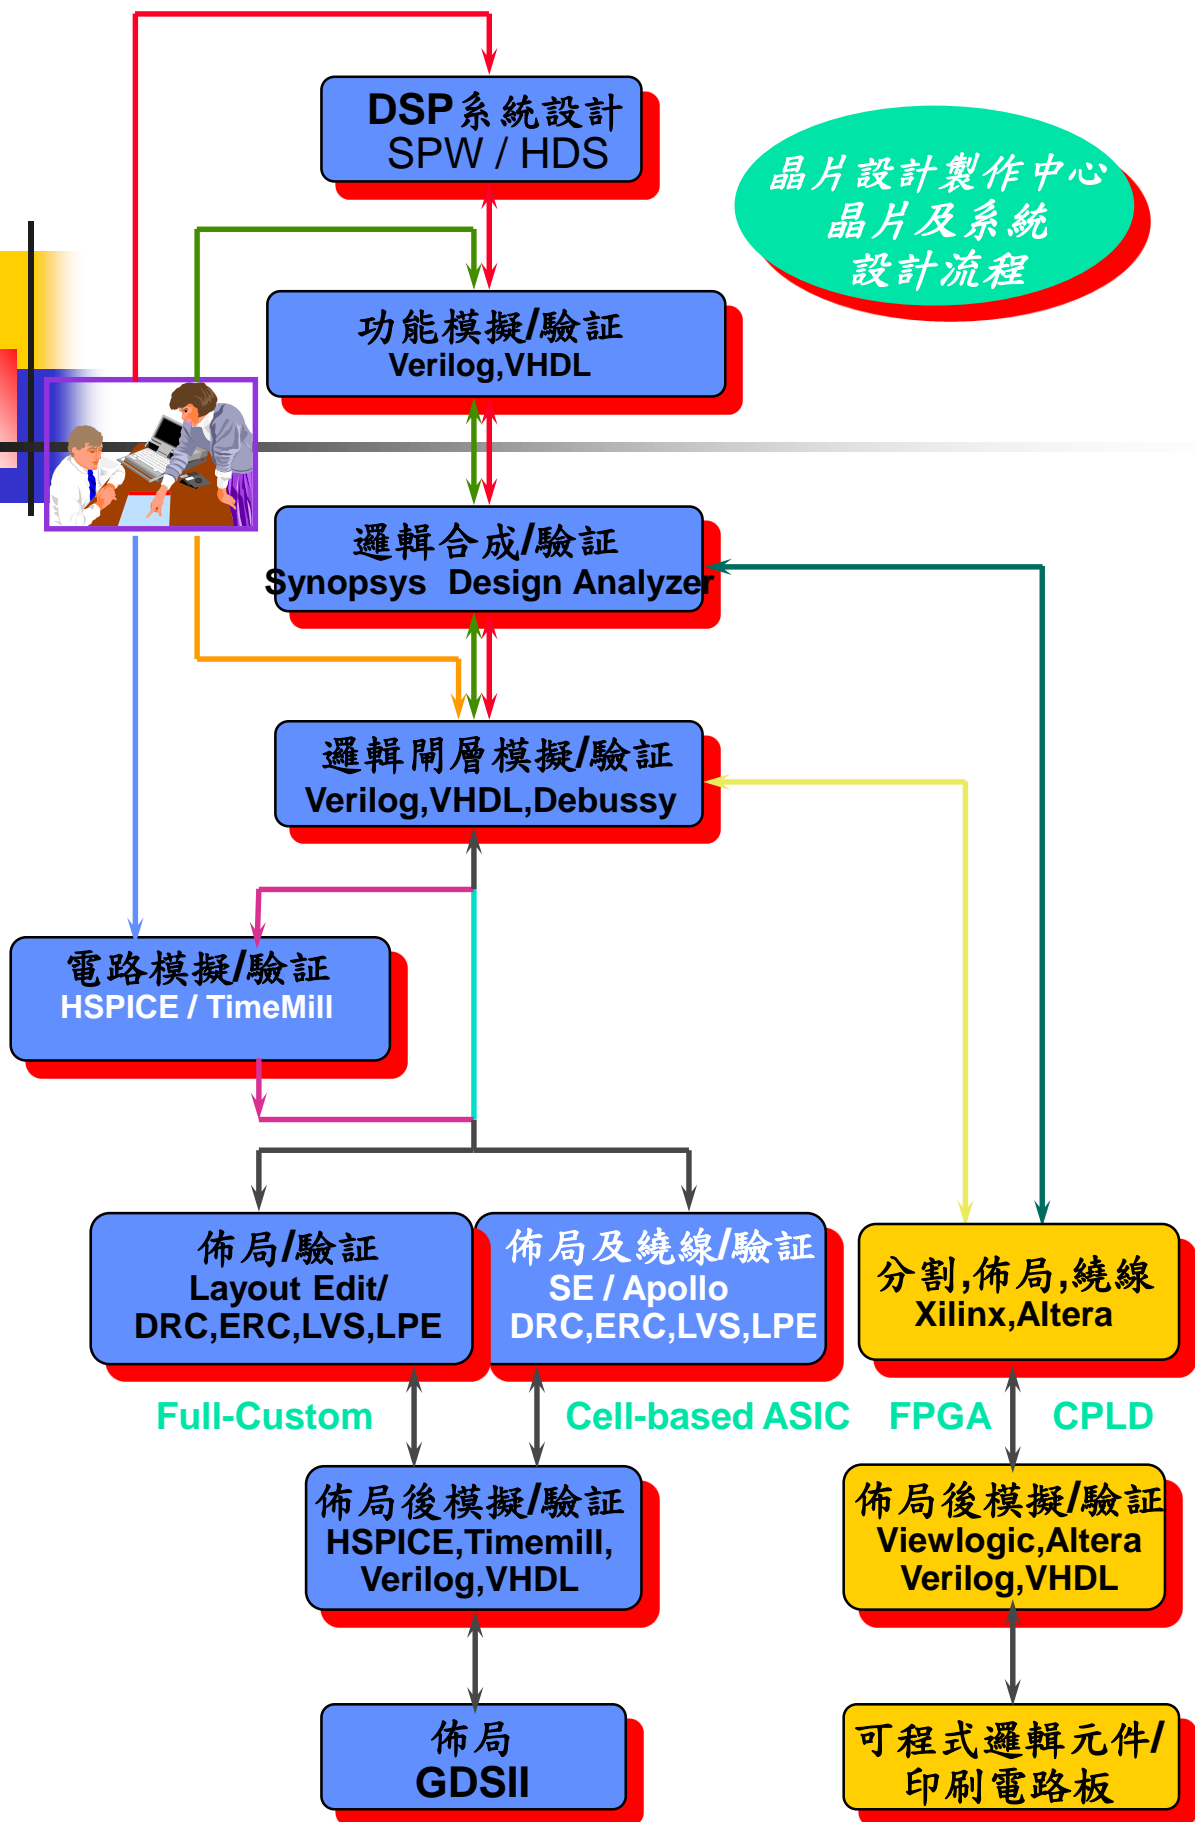 DSP系統設計
SPW / HDS
晶片設計製作中心
晶片及系統
設計流程
功能模擬/驗証
Verilog,VHDL
邏輯合成/驗証
Synopsys Design Analyzer
邏輯閘層模擬/驗証
Verilog,VHDL,Debussy
電路模擬/驗証
HSPICE / TimeMill
佈局/驗証
Layout Edit/
DRC,ERC,LVS,LPE
佈局及繞線/驗証
SE / Apollo
DRC,ERC,LVS,LPE
分割,佈局,繞線
Xilinx,Altera
Full-Custom
Cell-based ASIC
FPGA
CPLD
佈局後模擬/驗証
HSPICE,Timemill,
Verilog,VHDL
佈局後模擬/驗証
Viewlogic,Altera
Verilog,VHDL
佈局
GDSII
可程式邏輯元件/
印刷電路板